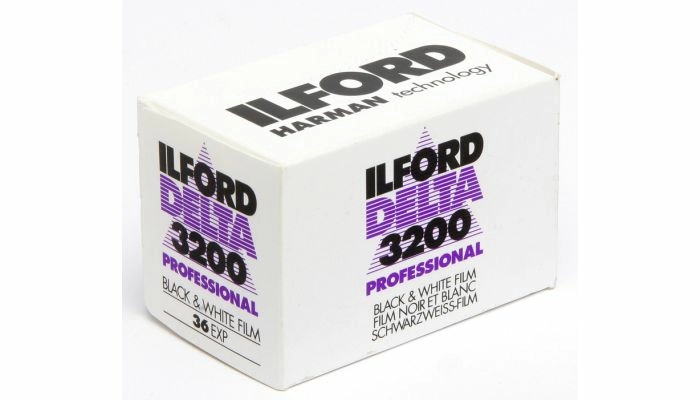 ILFORD
HARMAN technology
ILFORD
DELTA
3200
PROFESSIONAL
BLACK & WHITE FILM
36 EXP
ILFORD
DELTA
3200
PROFESSIONAL
BLACK & WHITE FILM
FILM NOIR ET BLANC
SCHWARZWEISS-FILM